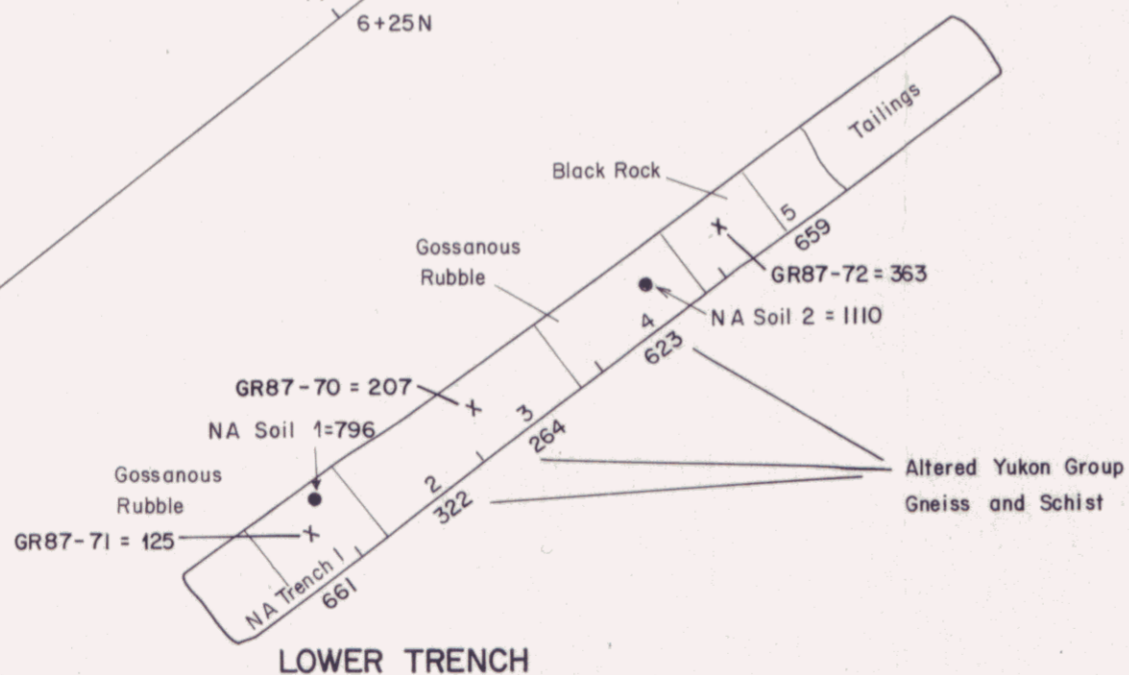 6+25N
Tailings
Black Rock
5
659
Gossanous
Rubble
GR87-72 = 363
NA Soil 2 = 1110
4
623
GR87-70 = 207
3
264
NA Soil 1=796
Altered Yukon Group
Gneiss and Schist
Gossanous
Rubble
2
322
GR87-71 = 125
NA Trench 1
661
LOWER TRENCH